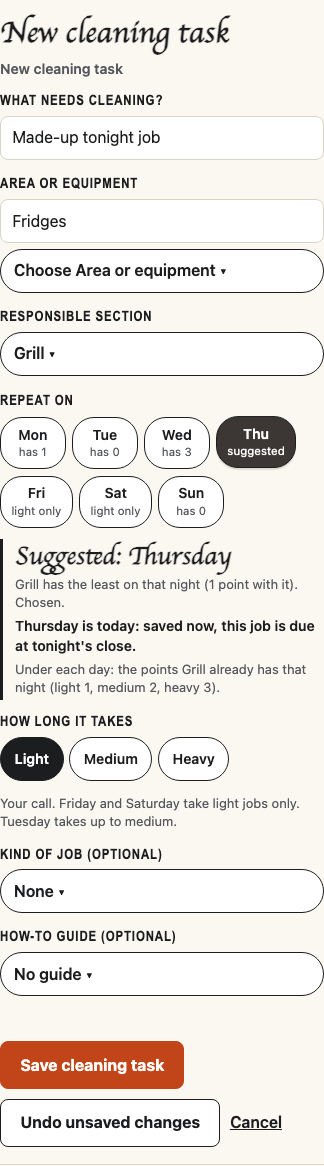 New cleaning task
New cleaning task
WHAT NEEDS CLEANING?
Made-up tonight job
AREA OR EQUIPMENT
Fridges
Choose Area or equipment ▾
RESPONSIBLE SECTION
Grill ▾
REPEAT ON
Mon Tue Wed Thu
has 1 has 0 has 3 suggested
Fri Sat Sun
light only light only has 0
Suggested: Thursday
Grill has the least on that night (1 point with it).
Chosen.
Thursday is today: saved now, this job is due
at tonight's close.
Under each day: the points Grill already has that
night (light 1, medium 2, heavy 3).
HOW LONG IT TAKES
Light Medium Heavy
Your call. Friday and Saturday take light jobs only.
Tuesday takes up to medium.
KIND OF JOB (OPTIONAL)
None ▾
HOW-TO GUIDE (OPTIONAL)
No guide ▾
Save cleaning task
Undo unsaved changes Cancel